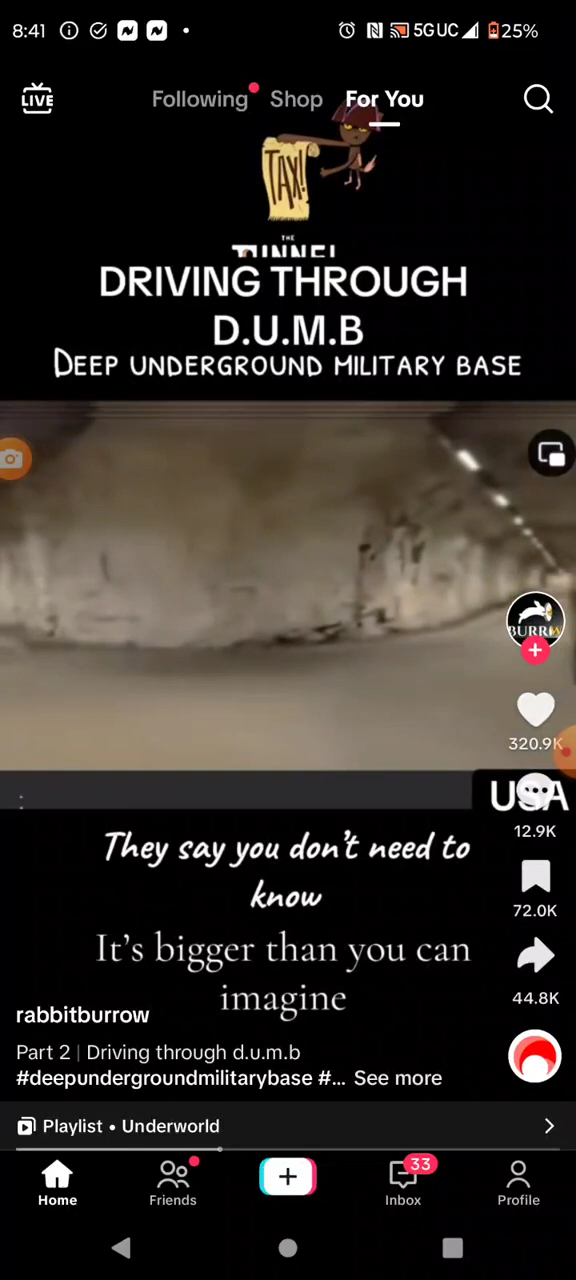 8:41
5G UC
25%
LIVE
Following
Shop
For You
TAX!
THE
TUNNEL
DRIVING THROUGH
D.U.M.B
DEEP UNDERGROUND MILITARY BASE
BURR
320.9K
USA
12.9K
They say you don't need to
know
72.0K
It's bigger than you can
imagine
44.8K
rabbitburrow
Part 2 | Driving through d.u.m.b
#deepundergroundmilitarybase #... See more
Playlist • Underworld
33
Home
Friends
Inbox
Profile